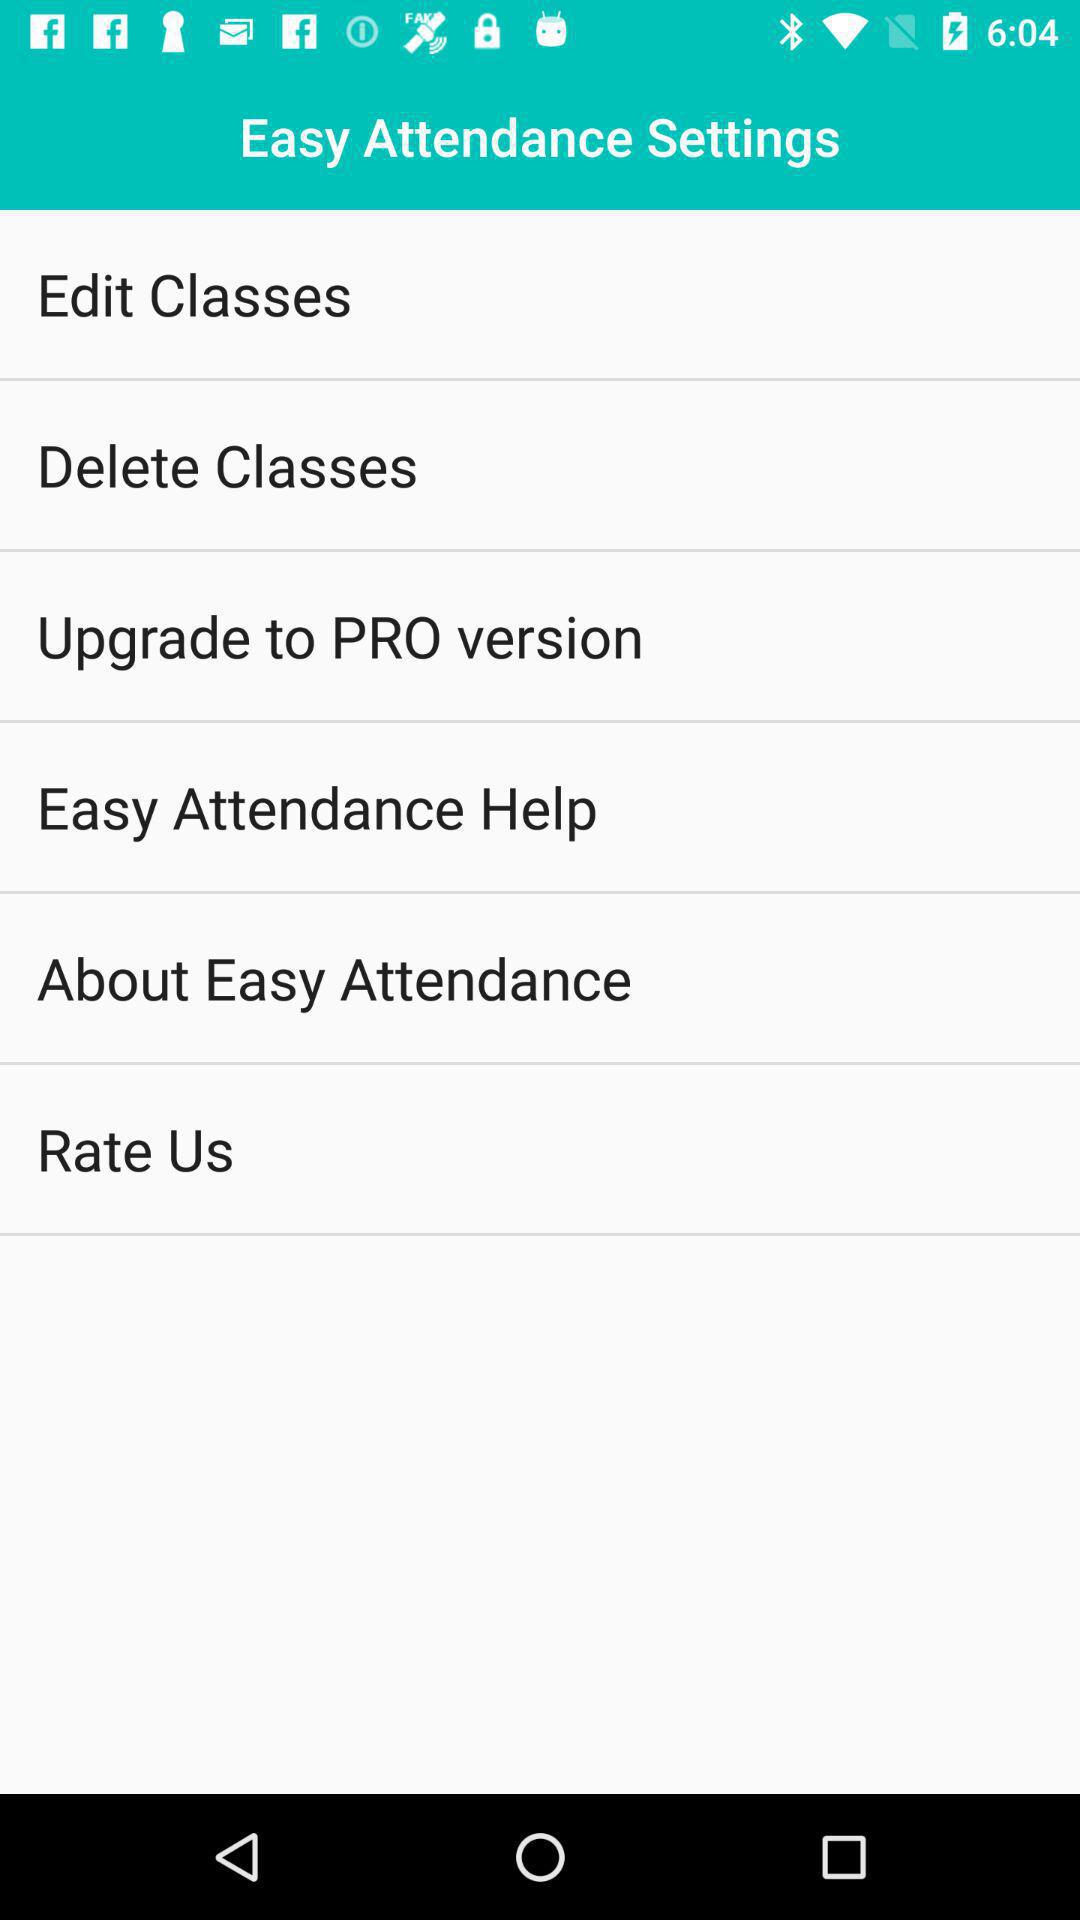 FAKE
6:04
Easy Attendance Settings
Edit Classes
Delete Classes
Upgrade to PRO version
Easy Attendance Help
About Easy Attendance
Rate Us